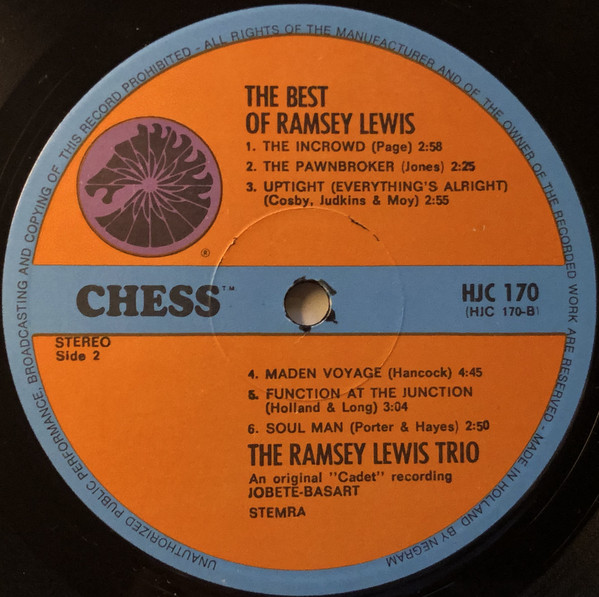 UNAUTHORIZED PUBLIC PERFORMANCE, BROADCASTING AND COPYING OF THIS RECORD PROHIBITED - ALL RIGHTS OF THE MANUFACTURER AND OF THE OWNER OF THE RECORDED WORK ARE RESERVED - MADE IN HOLLAND BY NEGRAM
THE BEST
OF RAMSEY LEWIS
1. THE INCROWD (Page) 2:58
2. THE PAWNBROKER (Jones) 2:25
3. UPTIGHT (EVERYTHING'S ALRIGHT)
(Cosby, Judkins & Moy) 2:55
®
CHESS™
HJC 170
(HJC 170-B)
STEREO
Side 2
4. MADEN VOYAGE (Hancock) 4:45
5. FUNCTION AT THE JUNCTION
(Holland & Long) 3:04
6. SOUL MAN (Porter & Hayes) 2:50
THE RAMSEY LEWIS TRIO
An original "Cadet" recording
JOBETE-BASART
STEMRA